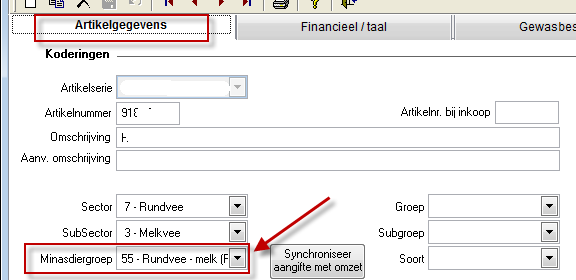 Artikelgegevens Financieel / taal Gewasbes
Koderingen
Artikelserie
Artikelnummer 918 Artikelnr. bij inkoop
Omschrijving
Aanv. omschrijving
Sector 7 - Rundvee Groep
SubSector 3 - Melkvee Subgroep
Minasdiergroep 55 - Rundvee - melk (F Synchroniseer Soort
aangifte met omzet